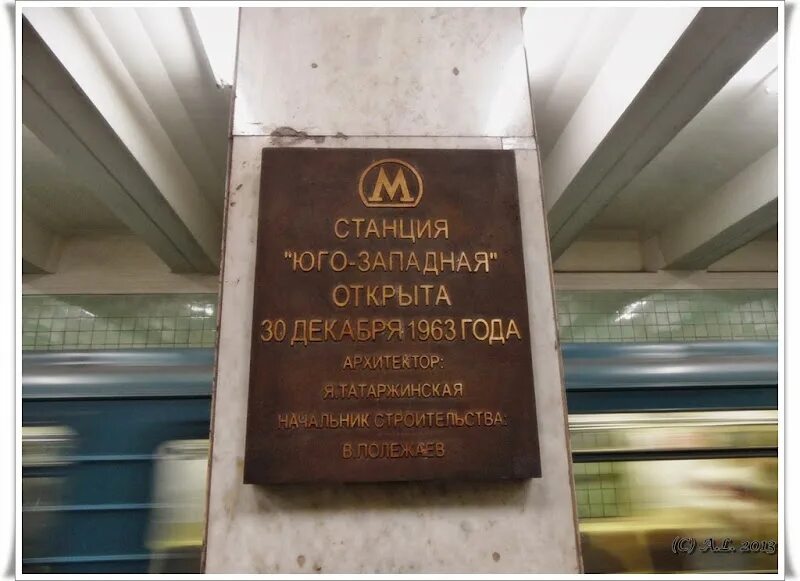 М
СТАНЦИЯ
"ЮГО-ЗАПАДНАЯ"
ОТКРЫТА
30 ДЕКАБРЯ 1963 ГОДА
АРХИТЕКТОР:
Я.ТАТАРЖИНСКАЯ
НАЧАЛЬНИК СТРОИТЕЛЬСТВА:
В.ПОЛЕЖАЕВ
(C) A.L. 2013